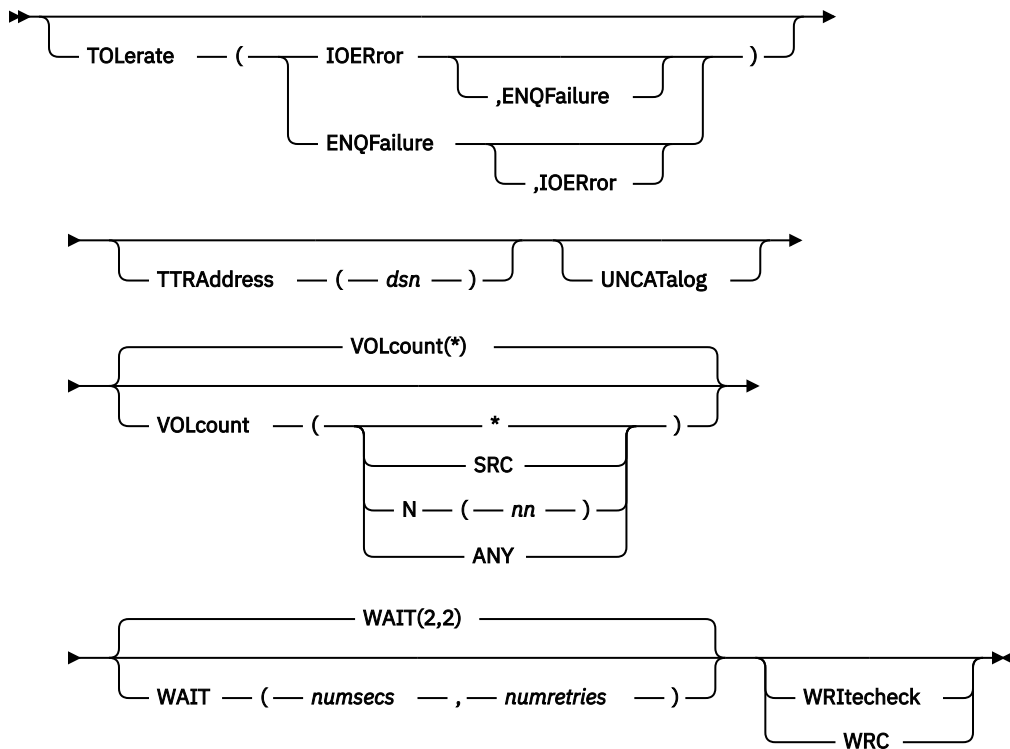 TOLerate ( IOERror ,ENQFailure )
ENQFailure ,IOERror
TTRAddress ( dsn ) UNCATalog
VOLcount(*)
VOLcount ( * )
SRC
N ( nn )
ANY
WAIT(2,2)
WAIT ( numsecs , numretries ) WRItecheck
WRC